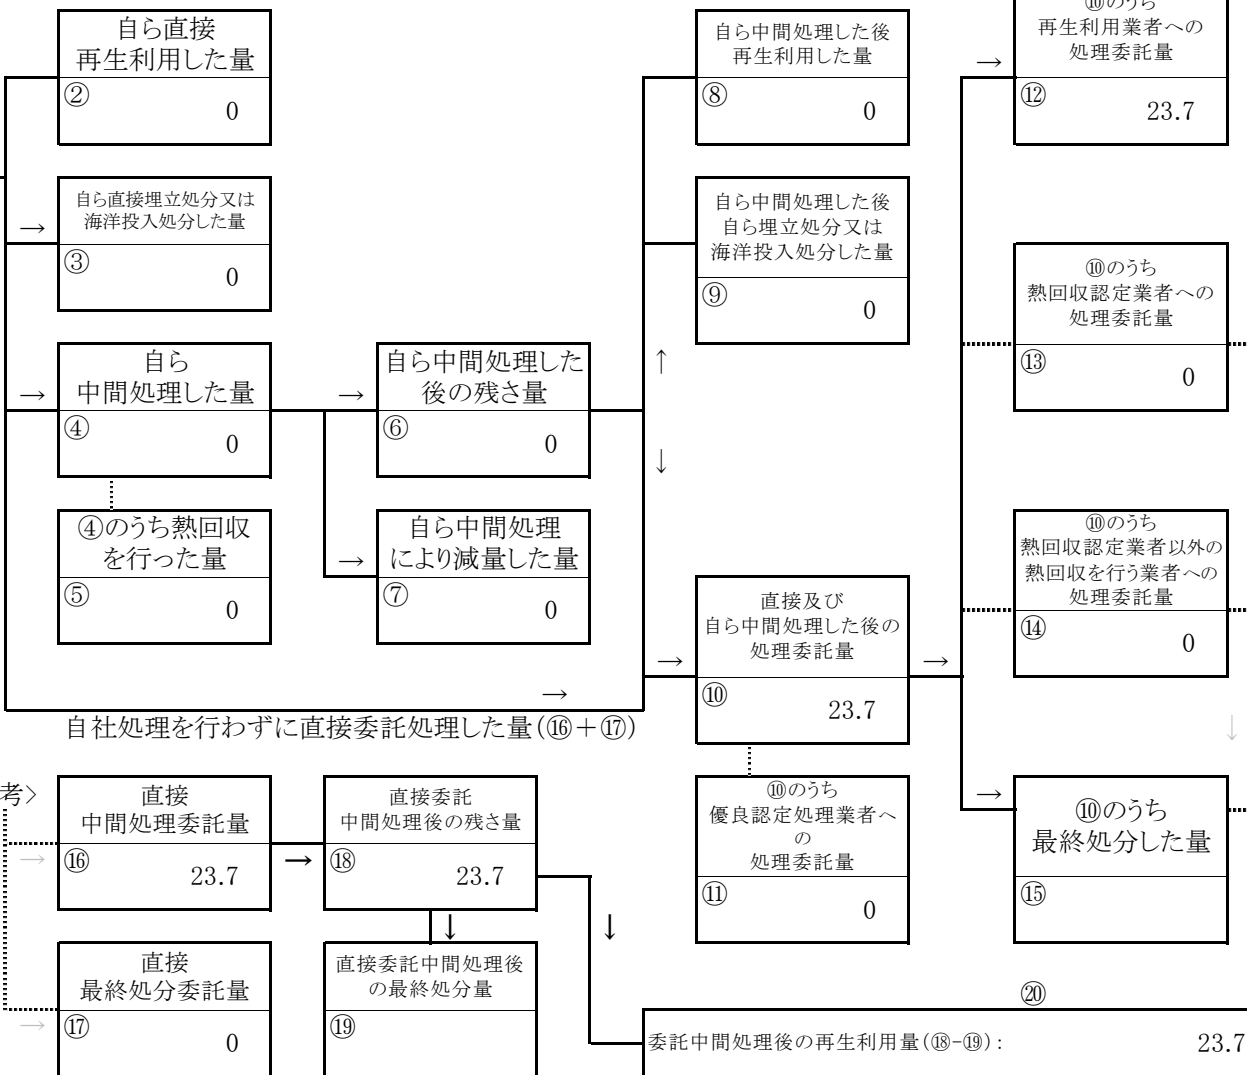 自ら直接
再生利用した量
②
0
自ら直接埋立処分又は
海洋投入処分した量
→
③
0
自ら
中間処理した量
→
④
0
④のうち熱回収
を行った量
⑤
0
自ら中間処理した
後の残さ量
→
⑥
0
自ら中間処理
により減量した量
→
⑦
0
自ら中間処理した後
再生利用した量
⑧
0
自ら中間処理した後
自ら埋立処分又は
海洋投入処分した量
⑨
0
↑
↓
直接及び
自ら中間処理した後の
処理委託量
→
→
⑩
23.7
⑩のうち
優良認定処理業者へ
の
処理委託量
⑪
0
⑩のうち
再生利用業者への
処理委託量
→
⑫
23.7
⑩のうち
熱回収認定業者への
処理委託量
⑬
0
⑩のうち
熱回収認定業者以外の
熱回収を行う業者への
処理委託量
⑭
0
↓
⑩のうち
最終処分した量
→
⑮
→
自社処理を行わずに直接委託処理した量(⑯＋⑰)
考>
直接
中間処理委託量
→
⑯
23.7
→
直接委託
中間処理後の残さ量
⑱
23.7
↓
↓
直接
最終処分委託量
→
⑰
0
直接委託中間処理後
の最終処分量
⑲
⑳
委託中間処理後の再生利用量(⑱-⑲)：
23.7